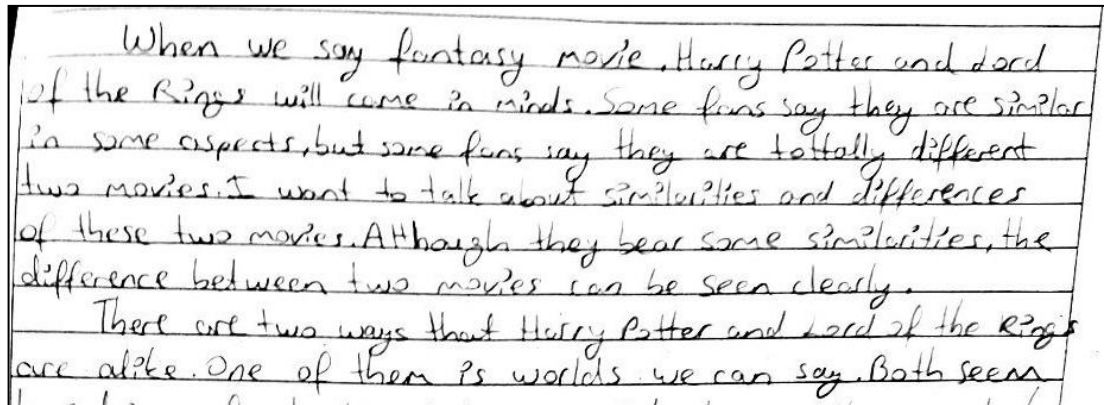 When we say fantasy movie, Harry Potter and Lord
of the Rings will come in minds. Some fans say they are similar
in some aspects, but some fans say they are tottally different
two movies. I want to talk about similarities and differences
of these two movies. Although they bear some similarities, the
difference between two movies can be seen clearly.
There are two ways that Harry Potter and Lord of the Rings
are alike. One of them is worlds we can say. Both seem